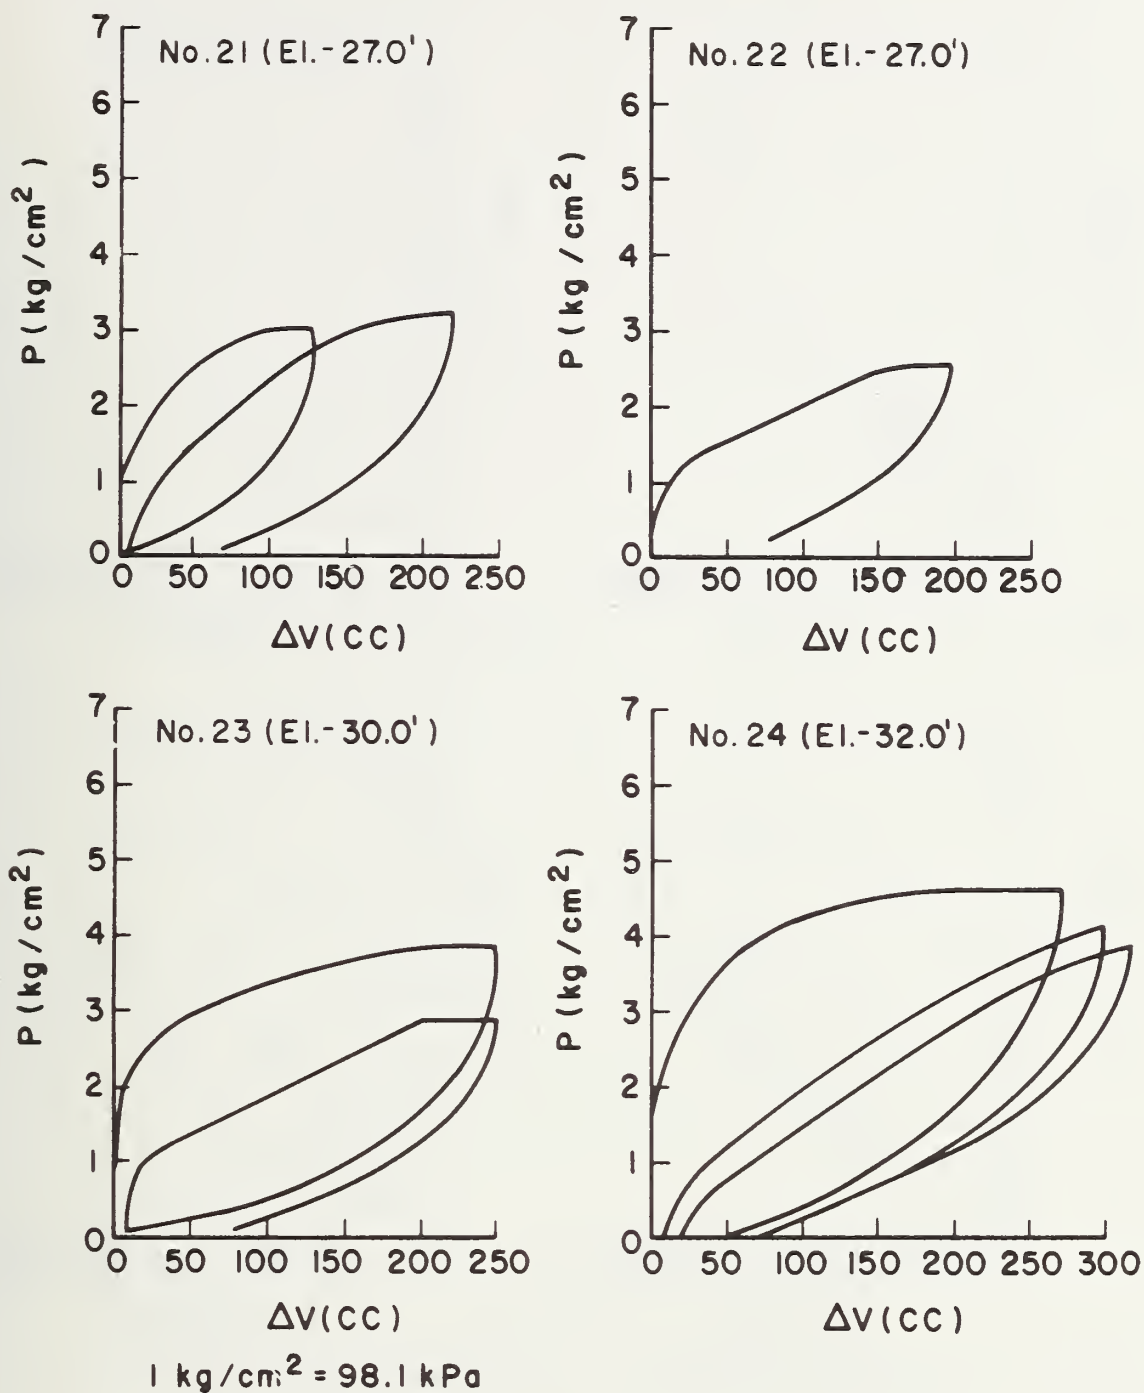 No. 21 (El.-27.0')
P (kg/cm²)
7
6
5
4
3
2
1
0
0 50 100 150 200 250
ΔV (CC)
No. 22 (El.-27.0')
P (kg/cm²)
7
6
5
4
3
2
1
0
0 50 100 150 200 250
ΔV (CC)
No. 23 (El.-30.0')
P (kg/cm²)
7
6
5
4
3
2
1
0
0 50 100 150 200 250
ΔV (CC)
No. 24 (El.-32.0')
P (kg/cm²)
7
6
5
4
3
2
1
0
0 50 100 150 200 250 300
ΔV (CC)
1 kg/cm² = 98.1 kPa